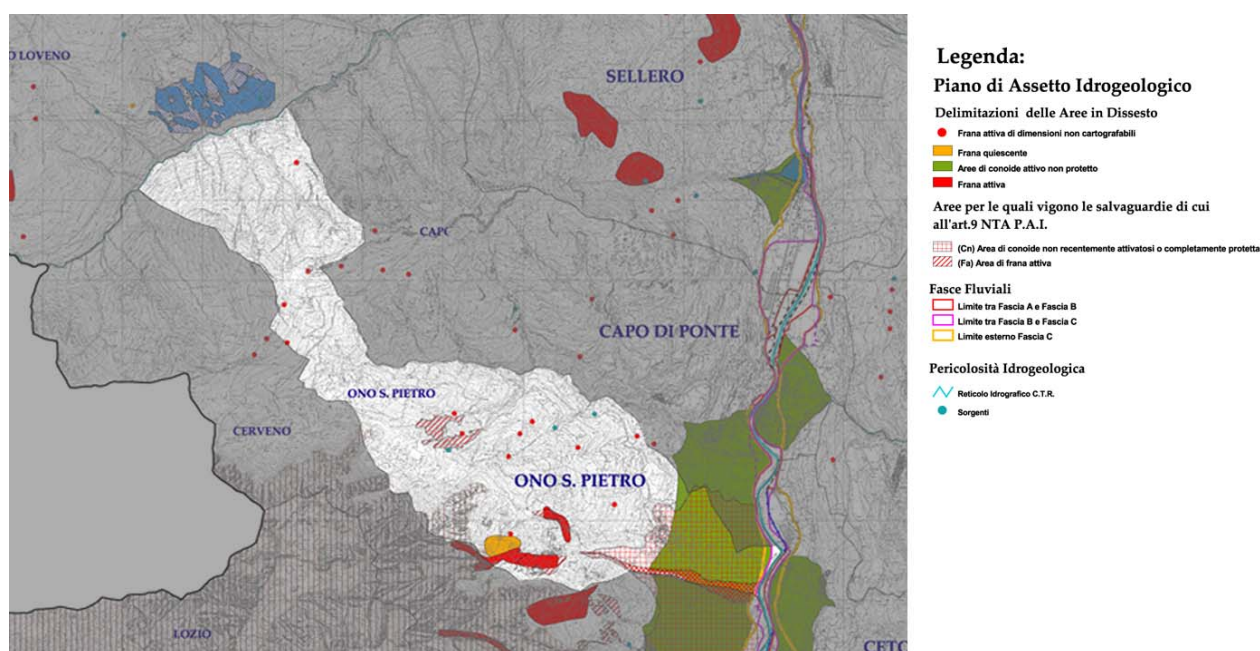 O LOVENO
SELLERO
CAPO
CAPO DI PONTE
ONO S. PIETRO
CERVENO
ONO S. PIETRO
LOZIO
CETO
Legenda:
Piano di Assetto Idrogeologico
Delimitazioni delle Aree in Dissesto
Frana attiva di dimensioni non cartografabili
Frana quiescente
Aree di conoide attivo non protetto
Frana attiva
Aree per le quali vigono le salvaguardie di cui
all'art.9 NTA P.A.I.
(Cn) Area di conoide non recentemente attivatosi o completamente protetta
(Fa) Area di frana attiva
Fasce Fluviali
Limite tra Fascia A e Fascia B
Limite tra Fascia B e Fascia C
Limite esterno Fascia C
Pericolosità Idrogeologica
Reticolo Idrografico C.T.R.
Sorgenti